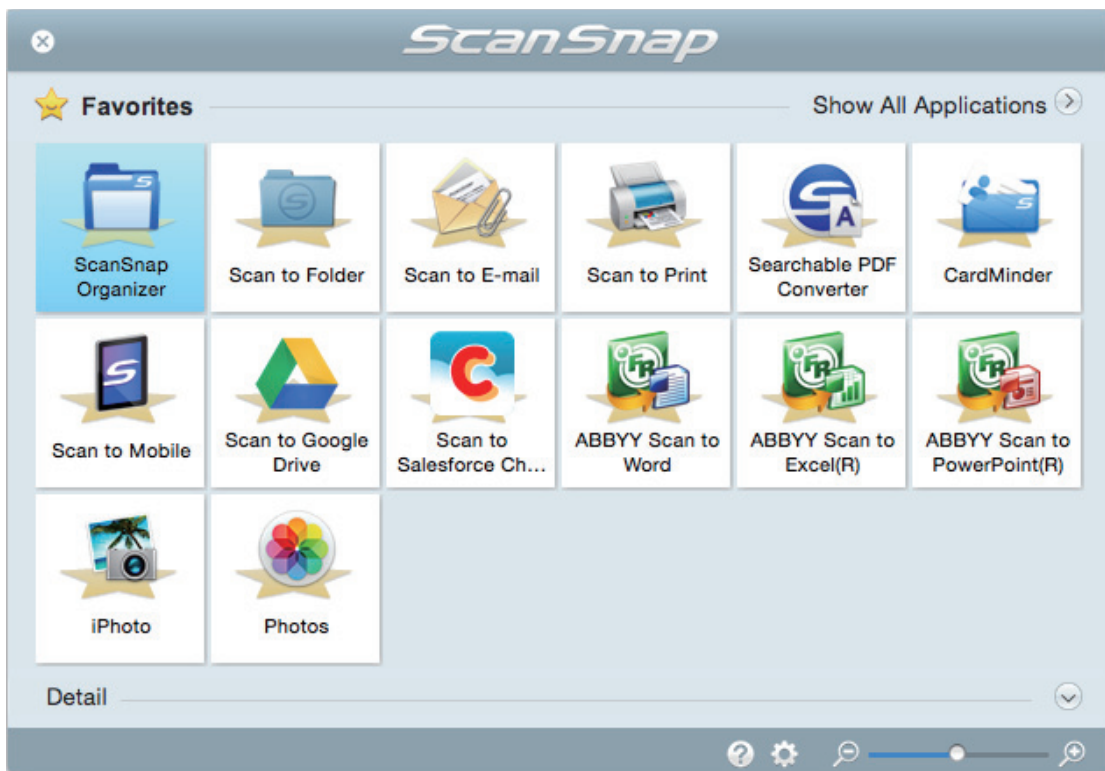 ScanSnap
Favorites
Show All Applications
ScanSnap
Organizer
Scan to Folder
Scan to E-mail
Scan to Print
Searchable PDF
Converter
CardMinder
Scan to Mobile
Scan to Google
Drive
Scan to
Salesforce Ch...
ABBYY Scan to
Word
ABBYY Scan to
Excel(R)
ABBYY Scan to
PowerPoint(R)
iPhoto
Photos
Detail